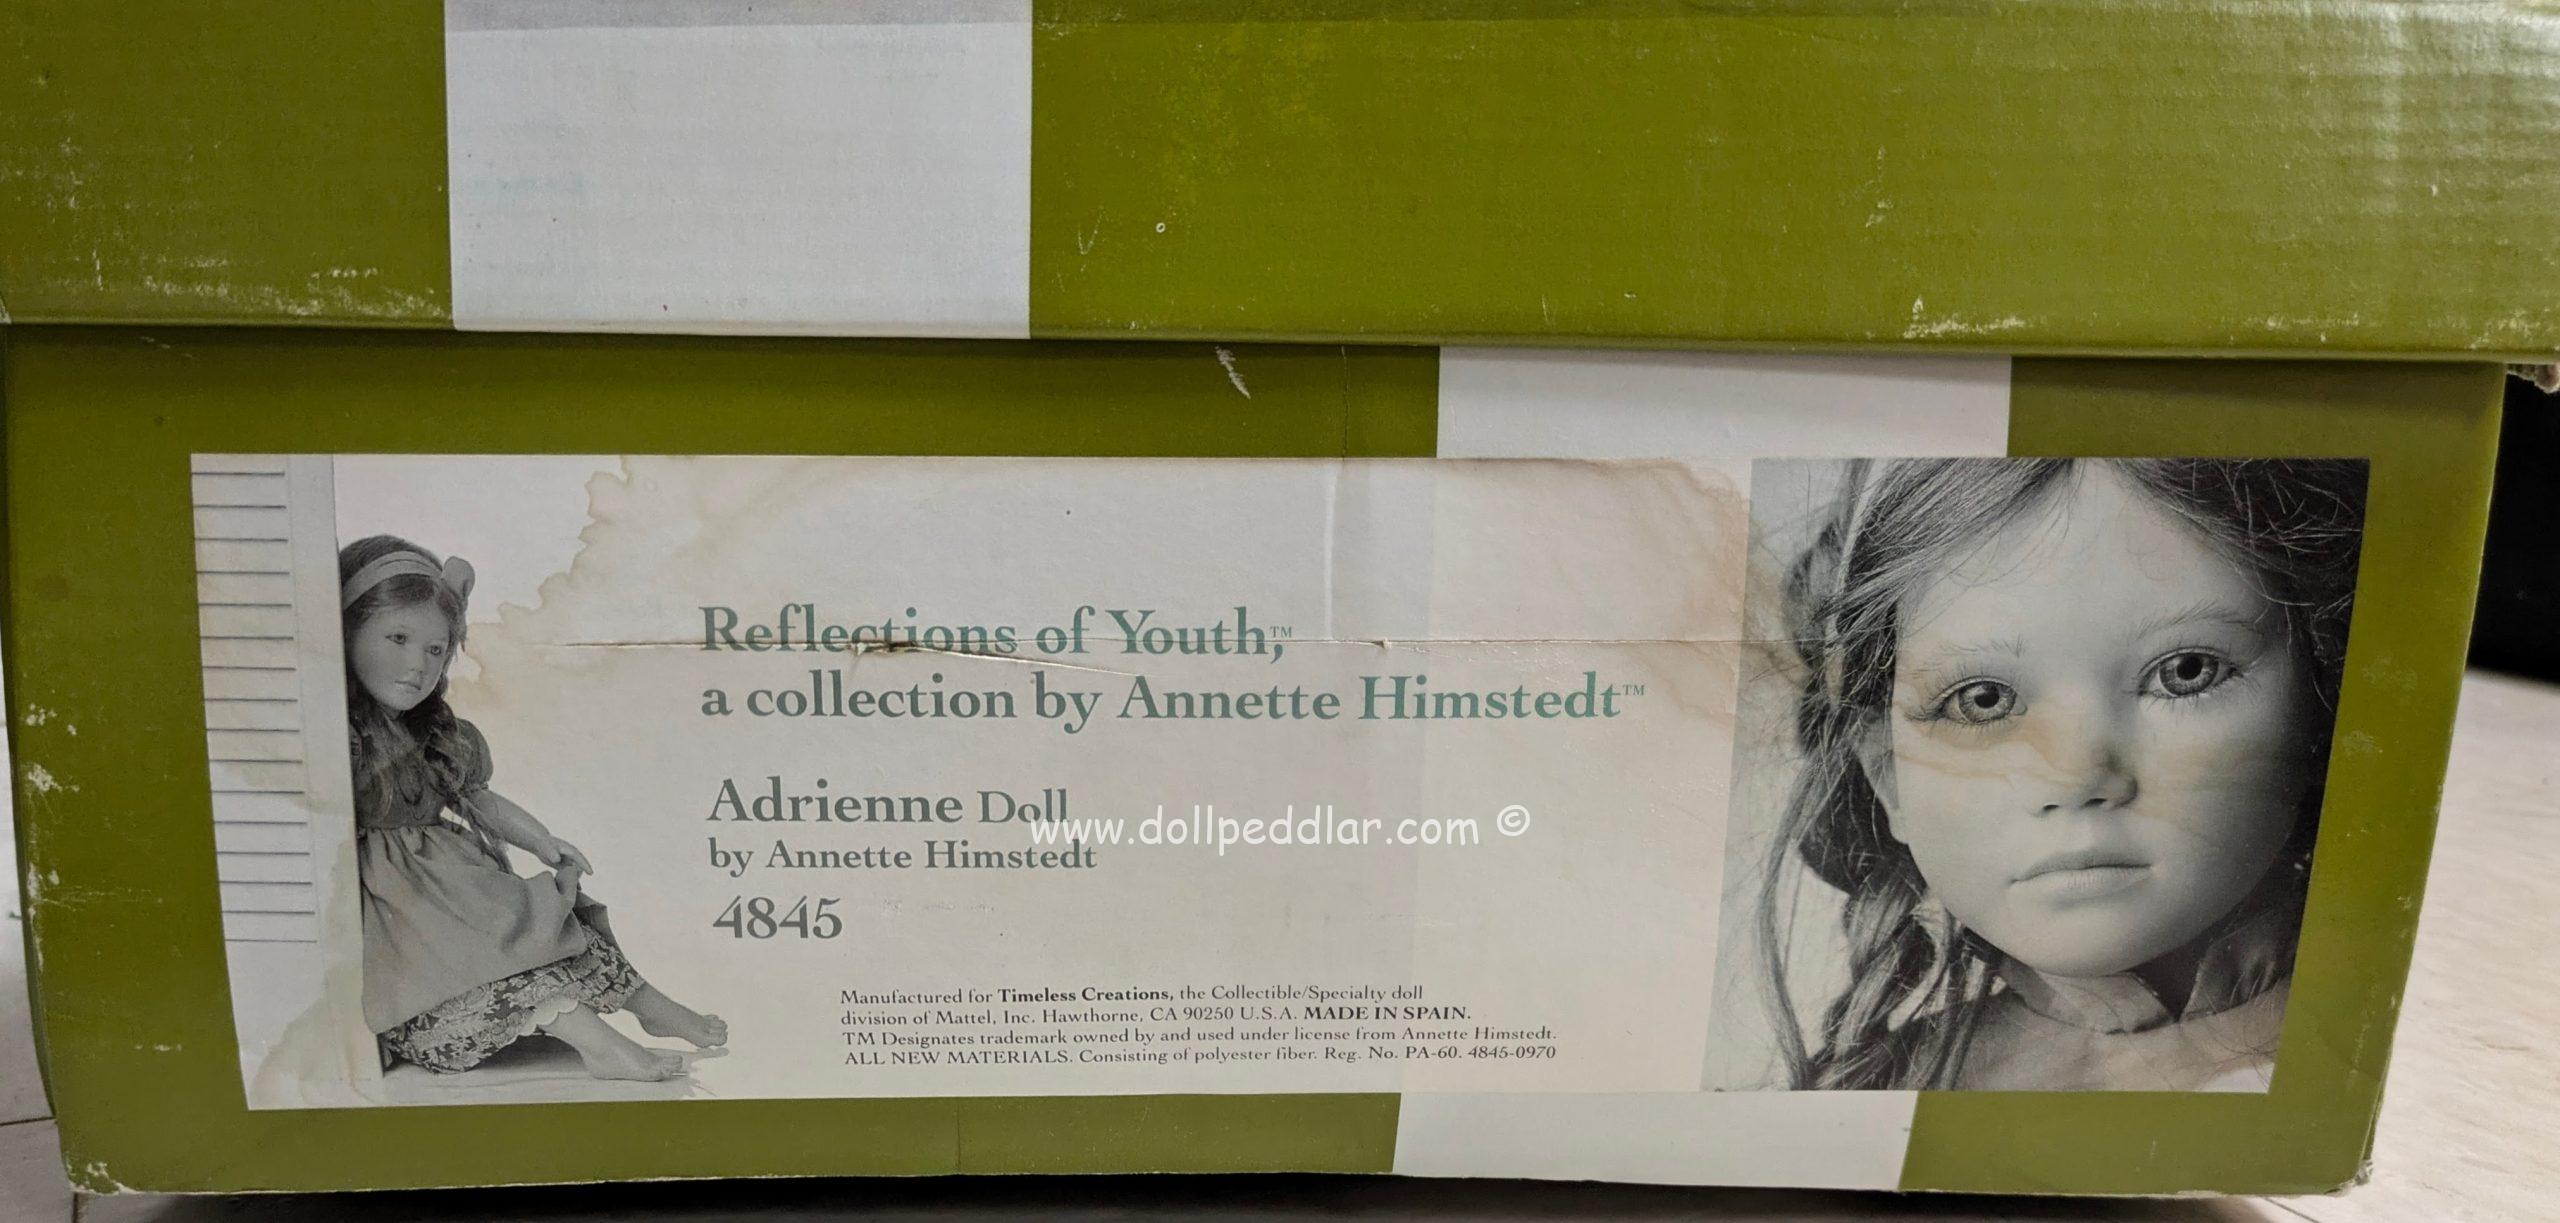 Reflections of Youth,™
a collection by Annette Himstedt™
Adrienne Doll
www.dollpeddlar.com ©
by Annette Himstedt
4845
Manufactured for Timeless Creations, the Collectible/Specialty doll
division of Mattel, Inc. Hawthorne, CA 90250 U.S.A. MADE IN SPAIN.
TM Designates trademark owned by and used under license from Annette Himstedt.
ALL NEW MATERIALS. Consisting of polyester fiber. Reg. No. PA-60. 4845-0970